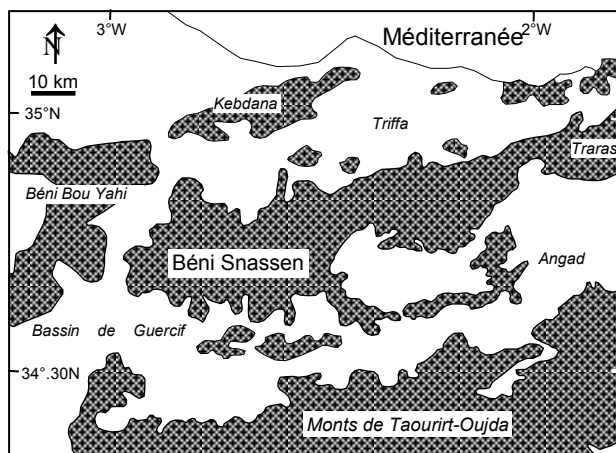 3°W
2°W
N
10 km
Méditerranée
Kebdana
35°N
Triffa
Traras
Béni Bou Yahi
Béni Snassen
Angad
Bassin de Guercif
34°.30N
Monts de Taourirt-Oujda